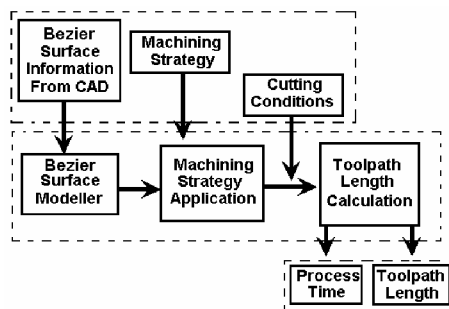 Bezier
Surface
Information
From CAD
Machining
Strategy
Cutting
Conditions
Bezier
Surface
Modeller
Machining
Strategy
Application
Toolpath
Length
Calculation
Process
Time
Toolpath
Length